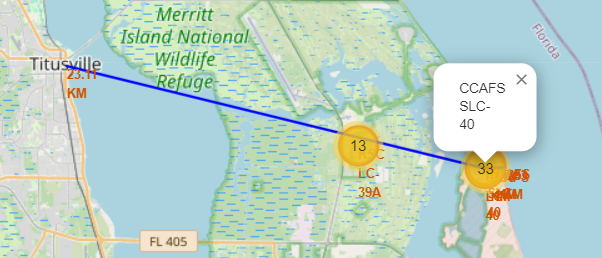 Merritt
Island National
Wildlife
Refuge
Florida
Titusville
23.11
KM
CCAFS
SLC-
40
13
LC-
39A
33
40
FL 405